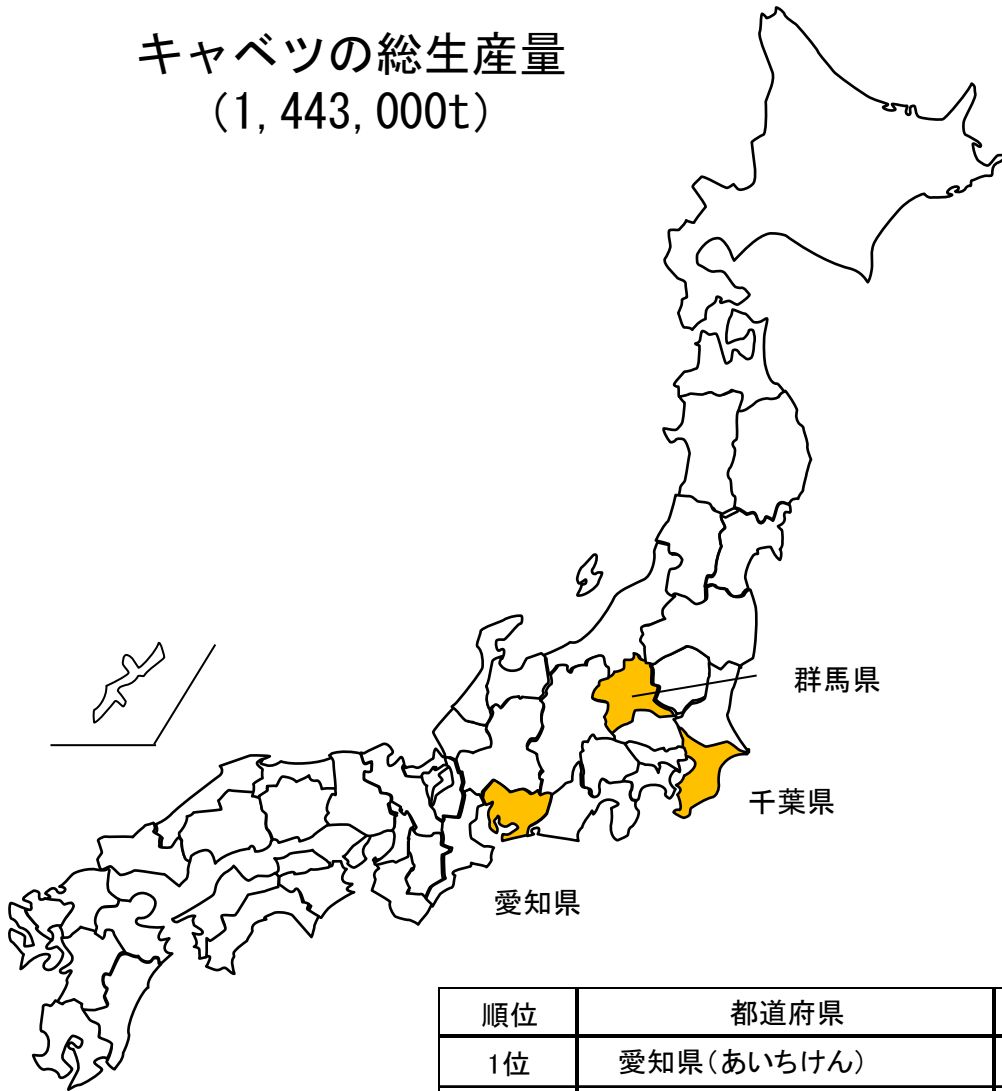 キャベツの総生産量
(1,443,000t)
群馬県
千葉県
愛知県
順位 都道府県
1位 愛知県(あいちけん)